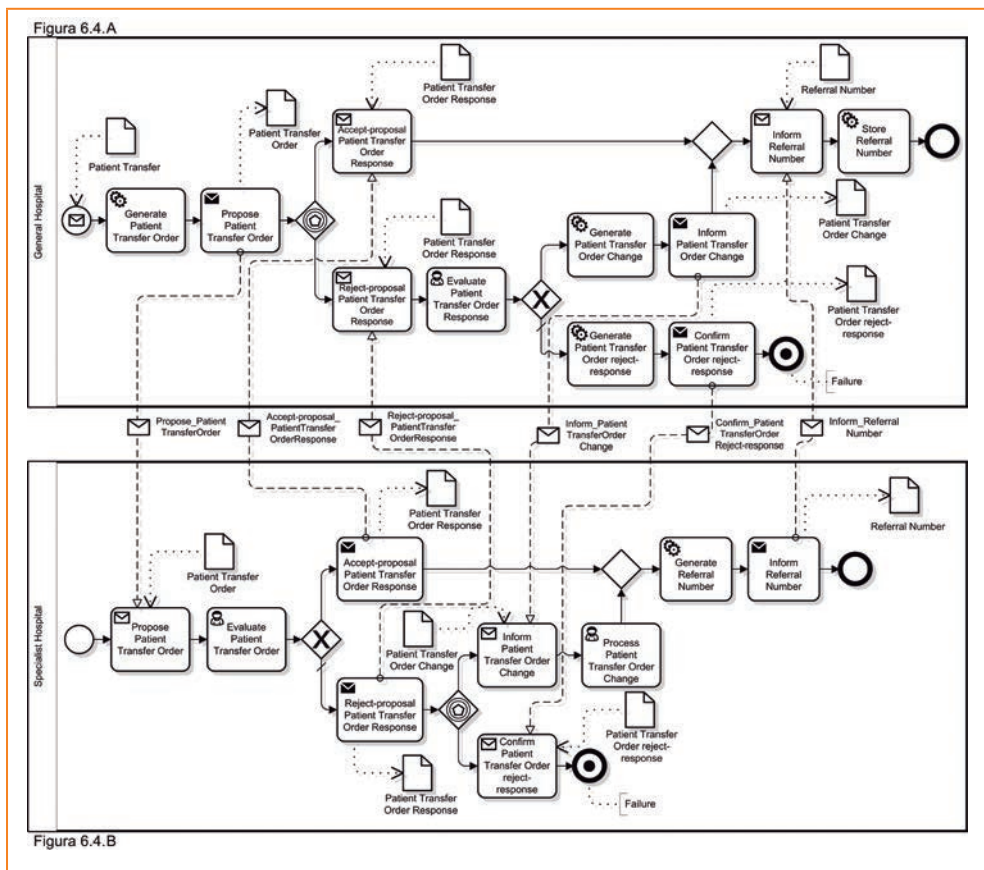 Figura 6.4.A
General Hospital
Patient Transfer
Generate
Patient
Transfer Order
Propose
Patient
Transfer Order
Patient Transfer
Order
Accept-proposal
Patient Transfer
Order
Response
Patient Transfer
Order Response
Reject-proposal
Patient Transfer
Order
Response
Patient Transfer
Order Response
Evaluate
Patient
Transfer Order
Response
X
Generate
Patient Transfer
Order Change
Inform
Patient Transfer
Order Change
Patient Transfer
Order Change
Generate
Patient Transfer
Order reject-
response
Confirm
Patient Transfer
Order reject-
response
Patient Transfer
Order reject-
response
Failure
Inform
Referral
Number
Referral Number
Store
Referral
Number
Propose_Patient
TransferOrder
Accept-proposal_
PatientTransfer
OrderResponse
Reject-proposal_
PatientTransfer
OrderResponse
Inform_Patient
TransferOrder
Change
Confirm_Patient
TransferOrder
Reject-response
Inform_Referral
Number
Specialist Hospital
Patient Transfer
Order
Propose
Patient
Transfer Order
Evaluate
Patient
Transfer Order
X
Accept-proposal
Patient Transfer
Order Response
Patient Transfer
Order Response
Reject-proposal
Patient Transfer
Order Response
Patient Transfer
Order Response
Patient Transfer
Order Change
Inform
Patient
Transfer Order
Change
Process
Patient
Transfer Order
Change
Confirm
Patient
Transfer Order
reject-
response
Patient Transfer
Order reject-
response
Failure
Generate
Referral
Number
Inform
Referral
Number
Referral Number
Figura 6.4.B